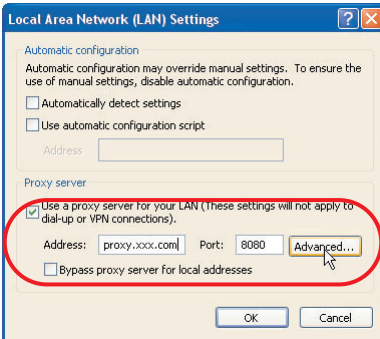 Local Area Network (LAN) Settings
Automatic configuration
Automatic configuration may override manual settings. To ensure the
use of manual settings, disable automatic configuration.
Automatically detect settings
Use automatic configuration script
Address
Proxy server
Use a proxy server for your LAN (These settings will not apply to
dial-up or VPN connections).
Address: proxy.xxx.com Port: 8080 Advanced...
Bypass proxy server for local addresses
OK Cancel